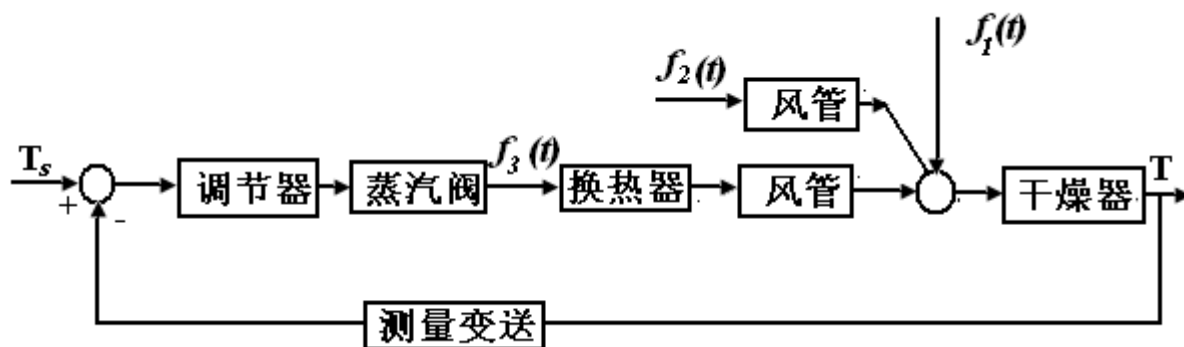 f₁(t)
f₂(t)
风管
Tₛ
+
-
调节器
蒸汽阀
f₃(t)
换热器
风管
干燥器
T
测量变送